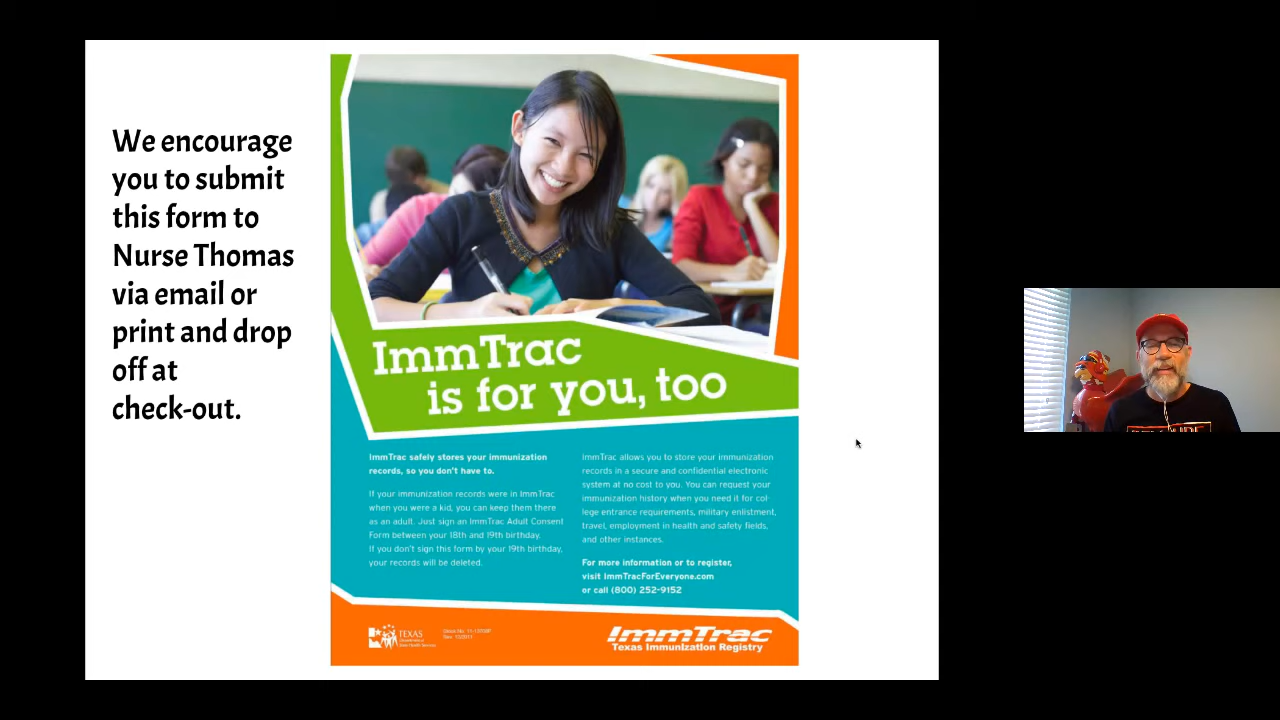 We encourage
you to submit
this form to
Nurse Thomas
via email or
print and drop
off at
check-out.
ImmTrac
is for you, too
ImmTrac safely stores your immunization
records, so you don't have to.
If your immunization records were in ImmTrac
when you were a kid, you can keep them there
as an adult. Just sign an ImmTrac Adult Consent
Form between your 18th and 19th birthday.
If you don't sign this form by your 19th birthday,
your records will be deleted.
ImmTrac allows you to store your immunization
records in a secure and confidential electronic
system at no cost to you. You can request your
immunization history when you need it for col-
lege entrance requirements, military enlistment,
travel, employment in health and safety fields,
and other instances.
For more information or to register,
visit ImmTracForEveryone.com
or call (800) 252-9152
TEXAS
Department of
State Health Services
ImmTrac
Texas Immunization Registry